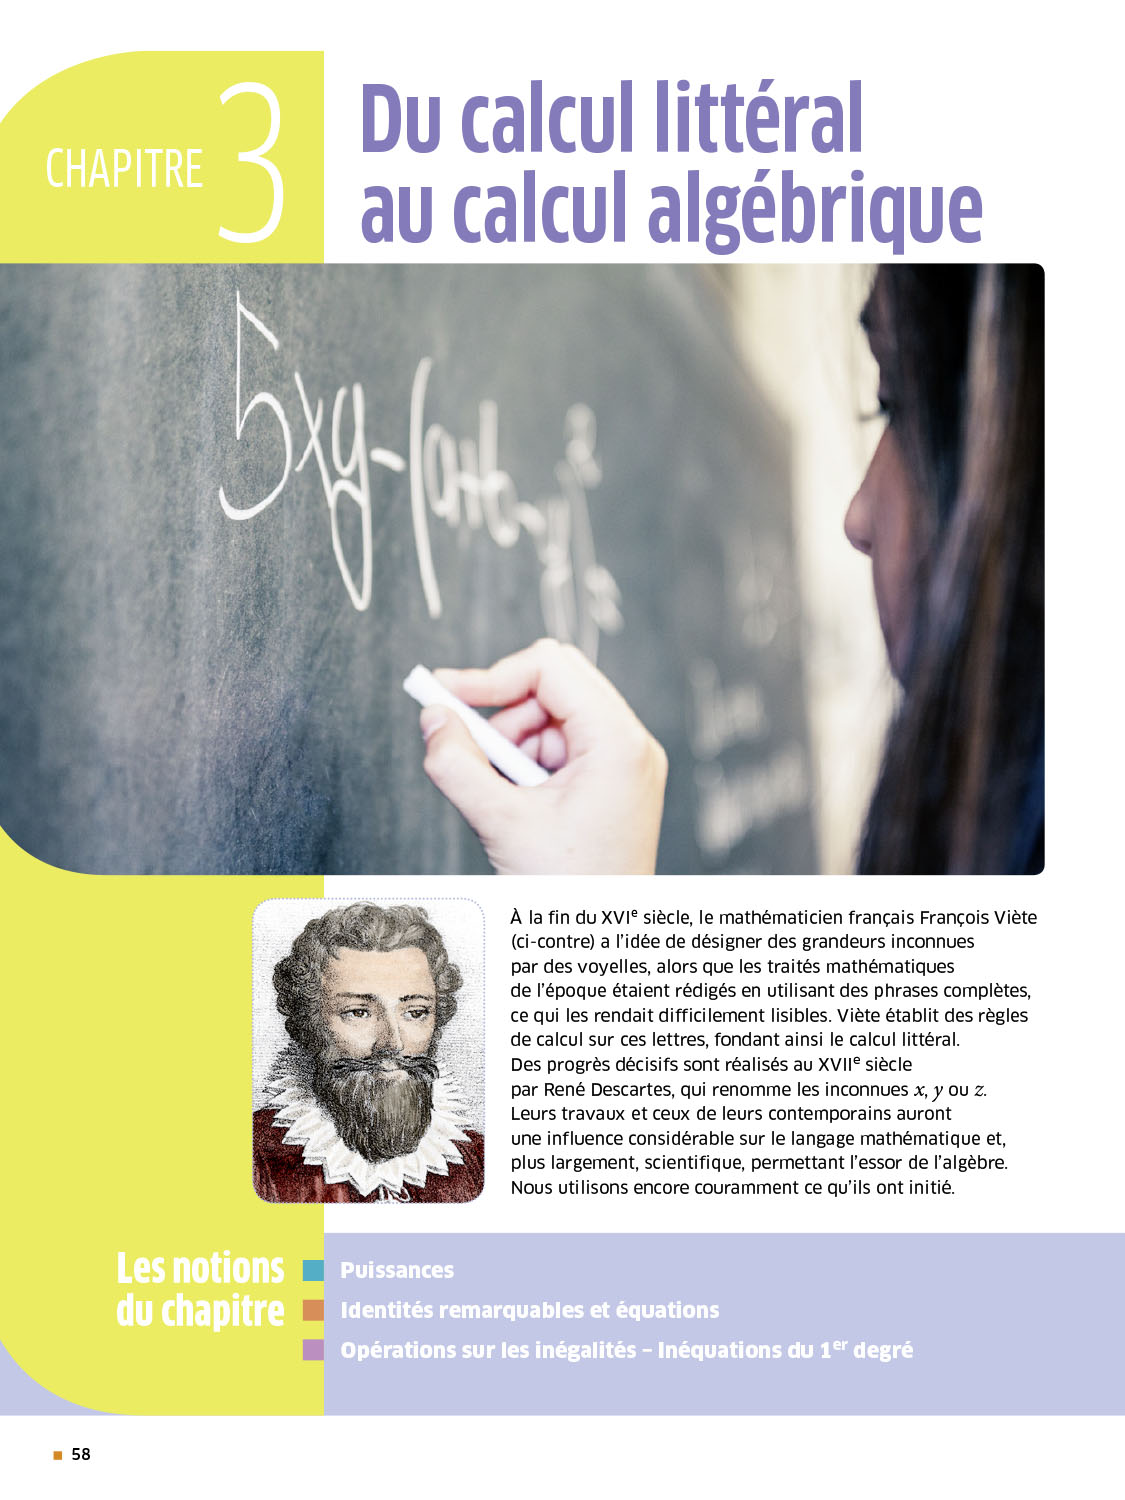 CHAPITRE 3
Du calcul littéral
au calcul algébrique
5xy-(
À la fin du XVIe siècle, le mathématicien français François Viète
(ci-contre) a l'idée de désigner des grandeurs inconnues
par des voyelles, alors que les traités mathématiques
de l'époque étaient rédigés en utilisant des phrases complètes,
ce qui les rendait difficilement lisibles. Viète établit des règles
de calcul sur ces lettres, fondant ainsi le calcul littéral.
Des progrès décisifs sont réalisés au XVIIe siècle
par René Descartes, qui renomme les inconnues x, y ou z.
Leurs travaux et ceux de leurs contemporains auront
une influence considérable sur le langage mathématique et,
plus largement, scientifique, permettant l'essor de l'algèbre.
Nous utilisons encore couramment ce qu'ils ont initié.
Les notions
du chapitre
Puissances
Identités remarquables et équations
Opérations sur les inégalités – Inéquations du 1er degré
58